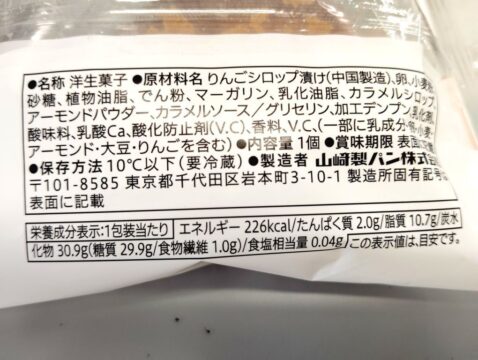 ●名称 洋生菓子 ●原材料名 りんごシロップ漬け(中国製造)、卵、小麦粉、
砂糖、植物油脂、でん粉、マーガリン、乳化油脂、カラメルシロップ、
アーモンドパウダー、カラメルソース／グリセリン、加工デンプン、乳化剤、
酸味料、乳酸Ca、酸化防止剤(V.C)、香料、V.C、(一部に乳成分・卵・小麦・
アーモンド・大豆・りんごを含む) ●内容量 1個 ●賞味期限 表面
●保存方法 10℃以下(要冷蔵) ●製造者 山崎製パン株式会
〒101-8585 東京都千代田区岩本町3-10-1 製造所固有記号は
表面に記載
栄養成分表示:1包装当たり エネルギー 226kcal/たんぱく質 2.0g/脂質 10.7g/炭水
化物 30.9g(糖質 29.9g/食物繊維 1.0g)/食塩相当量 0.04g/この表示値は、目安です。